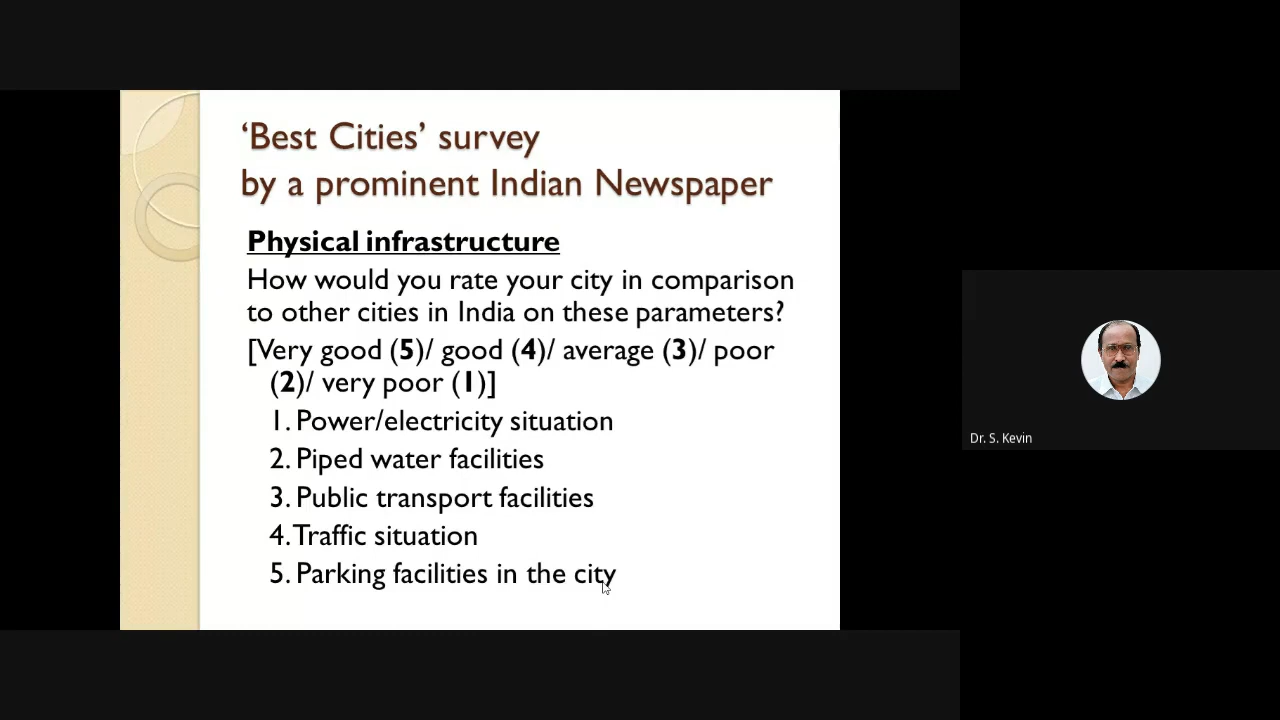 ‘Best Cities’ survey
by a prominent Indian Newspaper
Physical infrastructure
How would you rate your city in comparison
to other cities in India on these parameters?
[Very good (5)/ good (4)/ average (3)/ poor
(2)/ very poor (1)]
1. Power/electricity situation
2. Piped water facilities
3. Public transport facilities
4. Traffic situation
5. Parking facilities in the city
Dr. S. Kevin